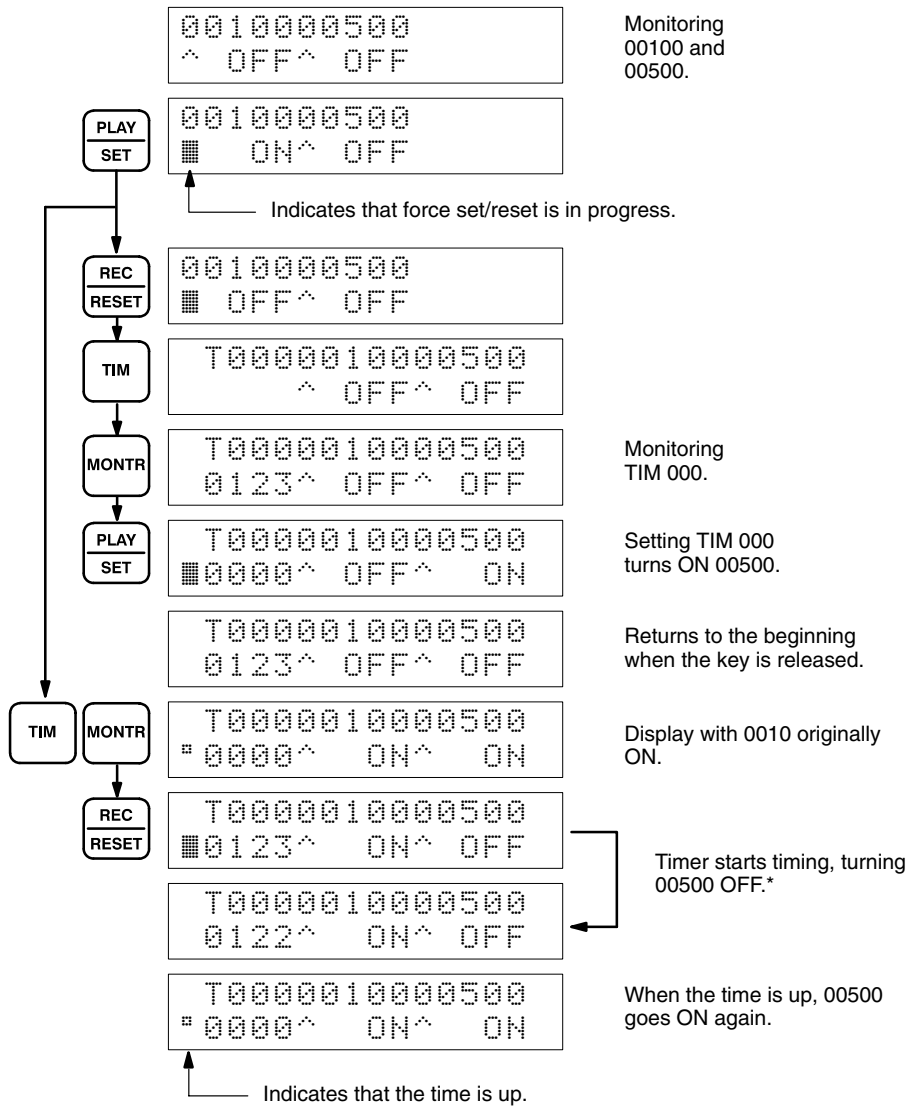 0010000500
^ OFF^ OFF
Monitoring
00100 and
00500.
PLAY
SET
0010000500
ON^ OFF
Indicates that force set/reset is in progress.
REC
RESET
0010000500
OFF^ OFF
TIM
T0000010000500
^ OFF^ OFF
MONTR
T0000010000500
0123^ OFF^ OFF
Monitoring
TIM 000.
PLAY
SET
T0000010000500
0000^ OFF^ ON
Setting TIM 000
turns ON 00500.
T0000010000500
0123^ OFF^ OFF
Returns to the beginning
when the key is released.
TIM
MONTR
T0000010000500
0000^ ON^ ON
Display with 0010 originally
ON.
REC
RESET
T0000010000500
0123^ ON^ OFF
Timer starts timing, turning
00500 OFF.*
T0000010000500
0122^ ON^ OFF
T0000010000500
0000^ ON^ ON
When the time is up, 00500
goes ON again.
Indicates that the time is up.